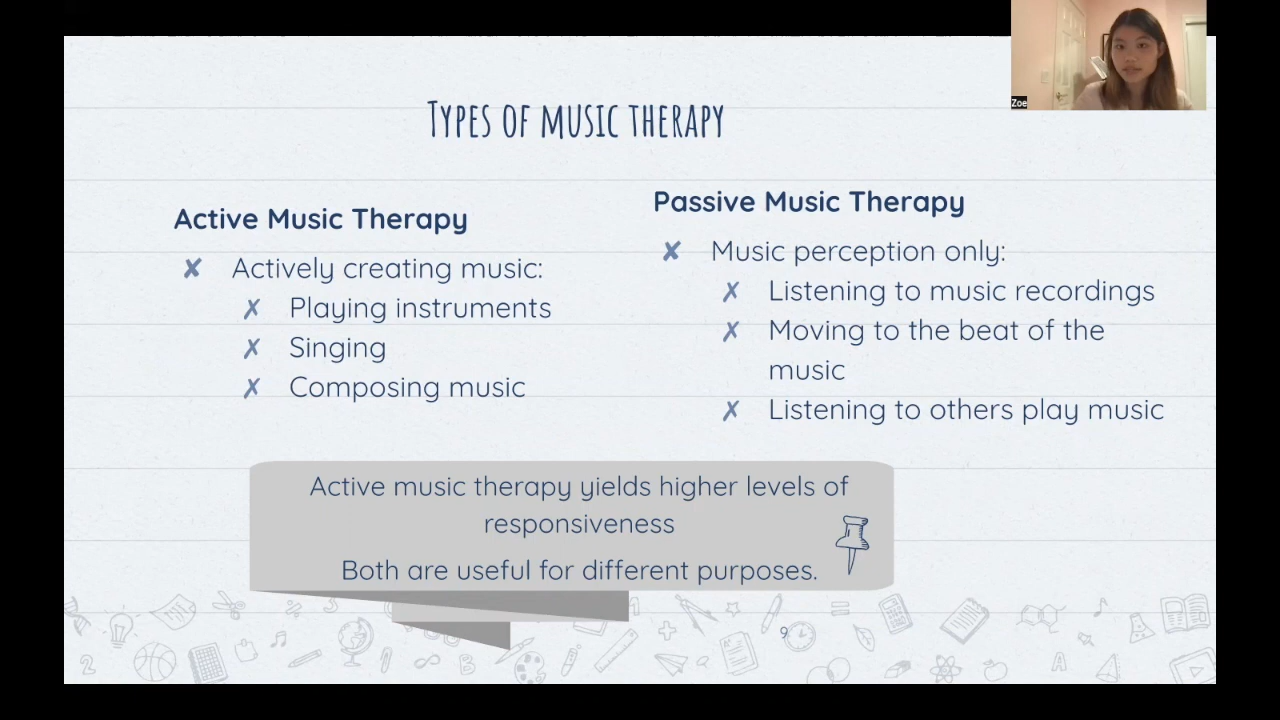 Zoe
Types of music therapy
Active Music Therapy
✘ Actively creating music:
✗ Playing instruments
✗ Singing
✗ Composing music
Passive Music Therapy
✘ Music perception only:
✗ Listening to music recordings
✗ Moving to the beat of the
music
✗ Listening to others play music
Active music therapy yields higher levels of
responsiveness
Both are useful for different purposes.
9